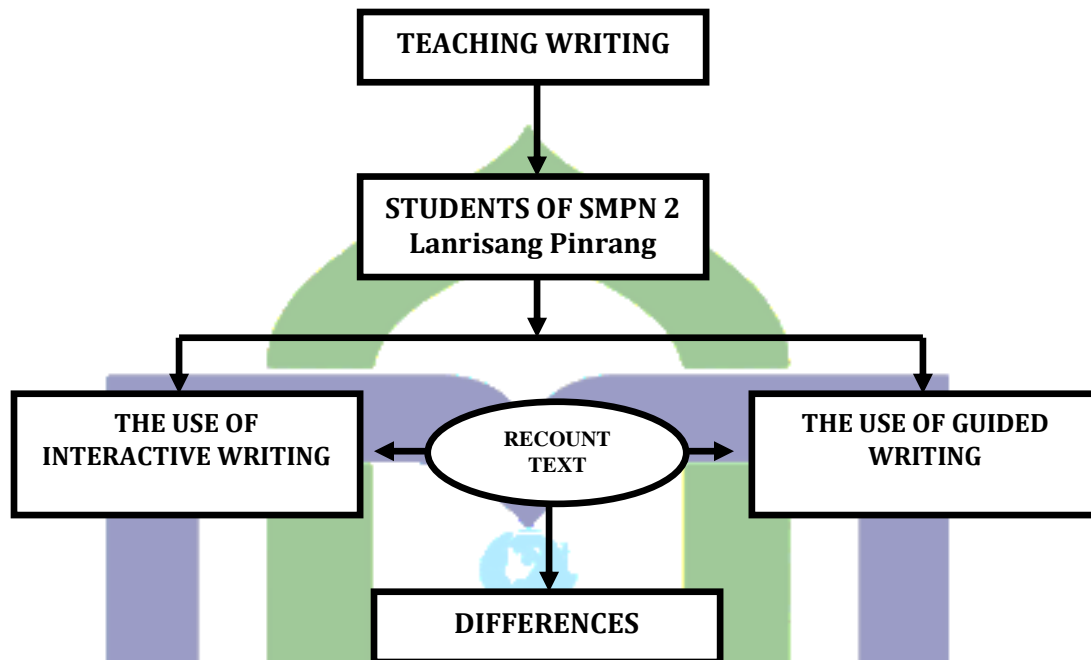 TEACHING WRITING
STUDENTS OF SMPN 2
Lanrisang Pinrang
THE USE OF
INTERACTIVE WRITING
RECOUNT
TEXT
THE USE OF GUIDED
WRITING
DIFFERENCES